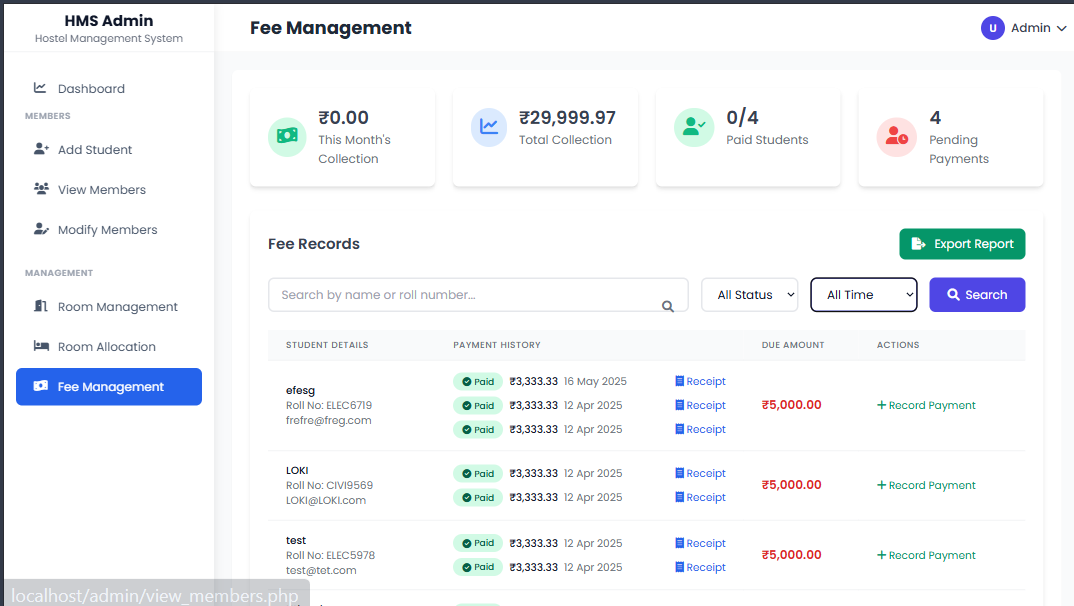 HMS Admin
Hostel Management System
Fee Management
U Admin
Dashboard
MEMBERS
Add Student
View Members
Modify Members
MANAGEMENT
Room Management
Room Allocation
Fee Management
₹0.00
This Month's
Collection
₹29,999.97
Total Collection
0/4
Paid Students
4
Pending
Payments
Fee Records
Export Report
Search by name or roll number...
All Status
All Time
Search
STUDENT DETAILS PAYMENT HISTORY DUE AMOUNT ACTIONS
efesg
Roll No: ELEC6719
frefre@freg.com
Paid ₹3,333.33 16 May 2025 Receipt
Paid ₹3,333.33 12 Apr 2025 Receipt
Paid ₹3,333.33 12 Apr 2025 Receipt
₹5,000.00
+ Record Payment
LOKI
Roll No: CIVI9569
LOKI@LOKI.com
Paid ₹3,333.33 12 Apr 2025 Receipt
Paid ₹3,333.33 12 Apr 2025 Receipt
₹5,000.00
+ Record Payment
test
Roll No: ELEC5978
test@tet.com
Paid ₹3,333.33 12 Apr 2025 Receipt
Paid ₹3,333.33 12 Apr 2025 Receipt
₹5,000.00
+ Record Payment
localhost/admin/view_members.php